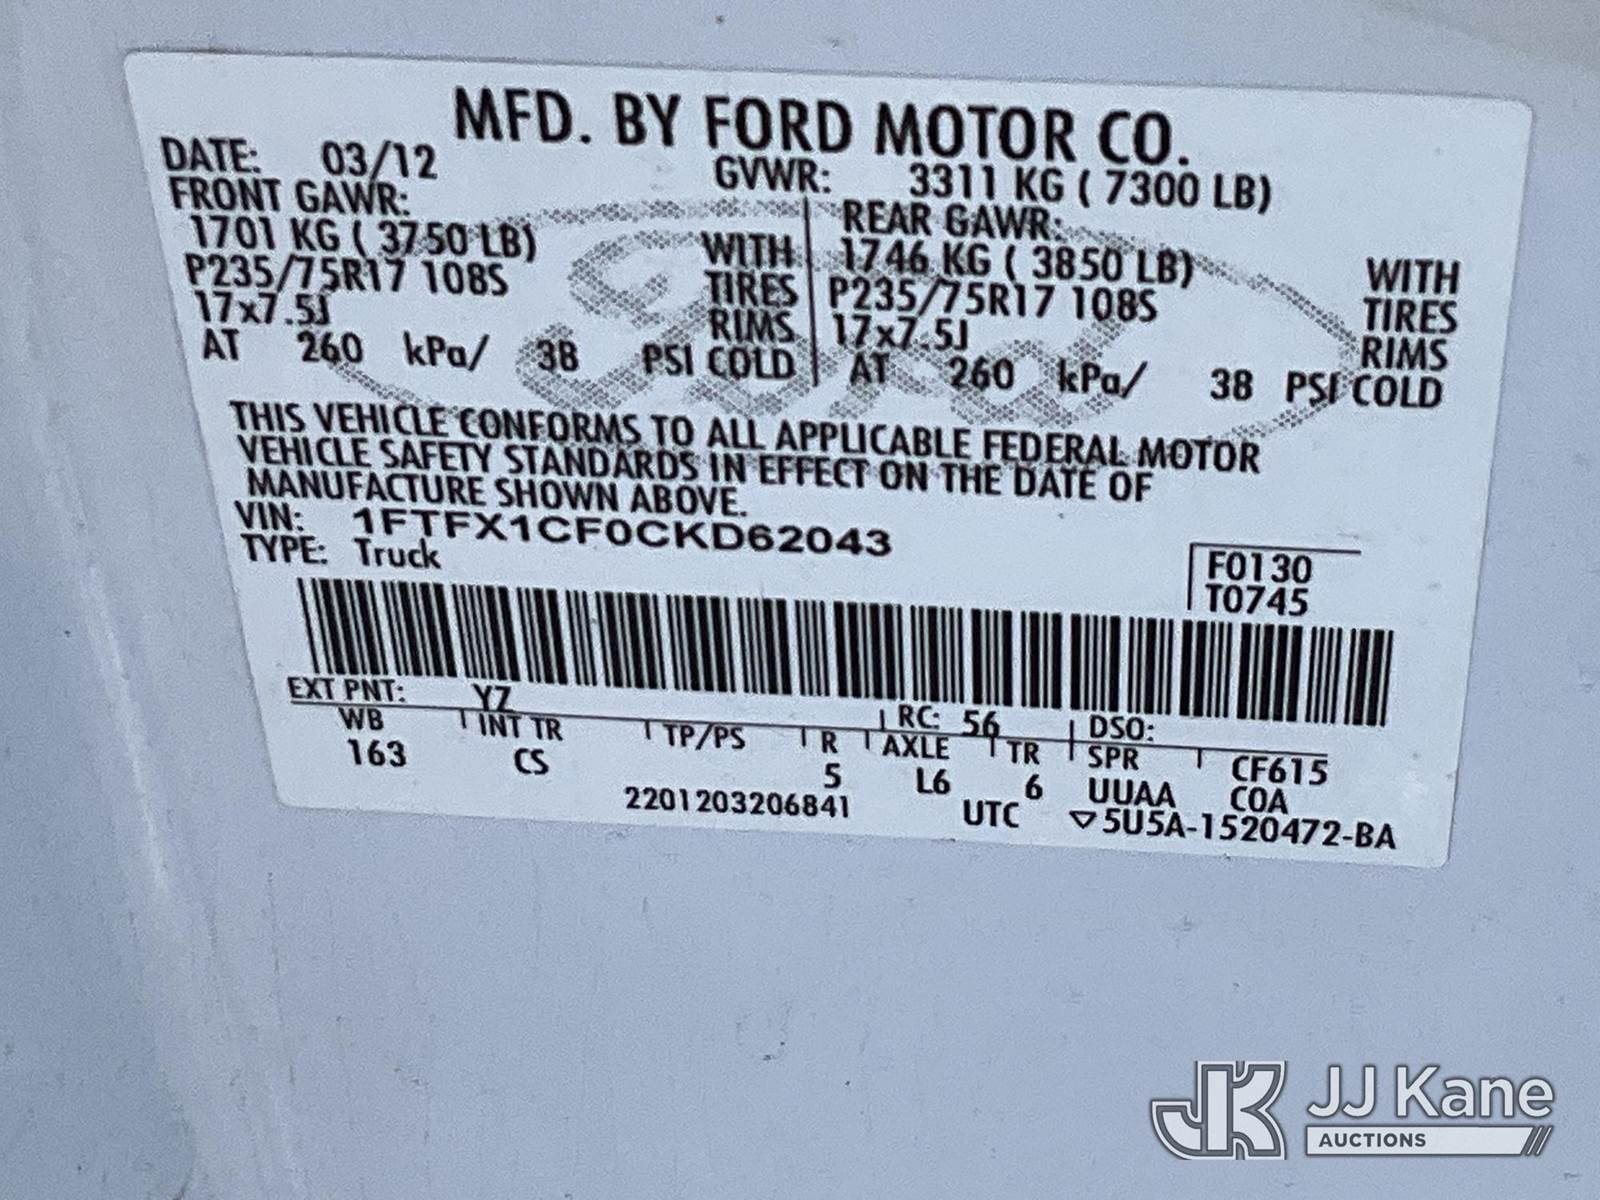 MFD. BY FORD MOTOR CO.
DATE: 03/12 GVWR: 3311 KG ( 7300 LB)
FRONT GAWR: REAR GAWR:
1701 KG ( 3750 LB) WITH 1746 KG ( 3850 LB) WITH
P235/75R17 108S TIRES P235/75R17 108S TIRES
17x7.5J RIMS 17x7.5J RIMS
AT 260 kPa/ 38 PSI COLD AT 260 kPa/ 38 PSI COLD
THIS VEHICLE CONFORMS TO ALL APPLICABLE FEDERAL MOTOR
VEHICLE SAFETY STANDARDS IN EFFECT ON THE DATE OF
MANUFACTURE SHOWN ABOVE.
VIN: 1FTFX1CF0CKD62043
TYPE: Truck
F0130
T0745
EXT PNT: YZ RC: 56 DSO:
WB INT TR TP/PS R AXLE TR SPR CF615
163 CS 5 L6 6 UUAA COA
2201203206841 UTC ▽5U5A-1520472-BA
Ford
JK JJ Kane
AUCTIONS